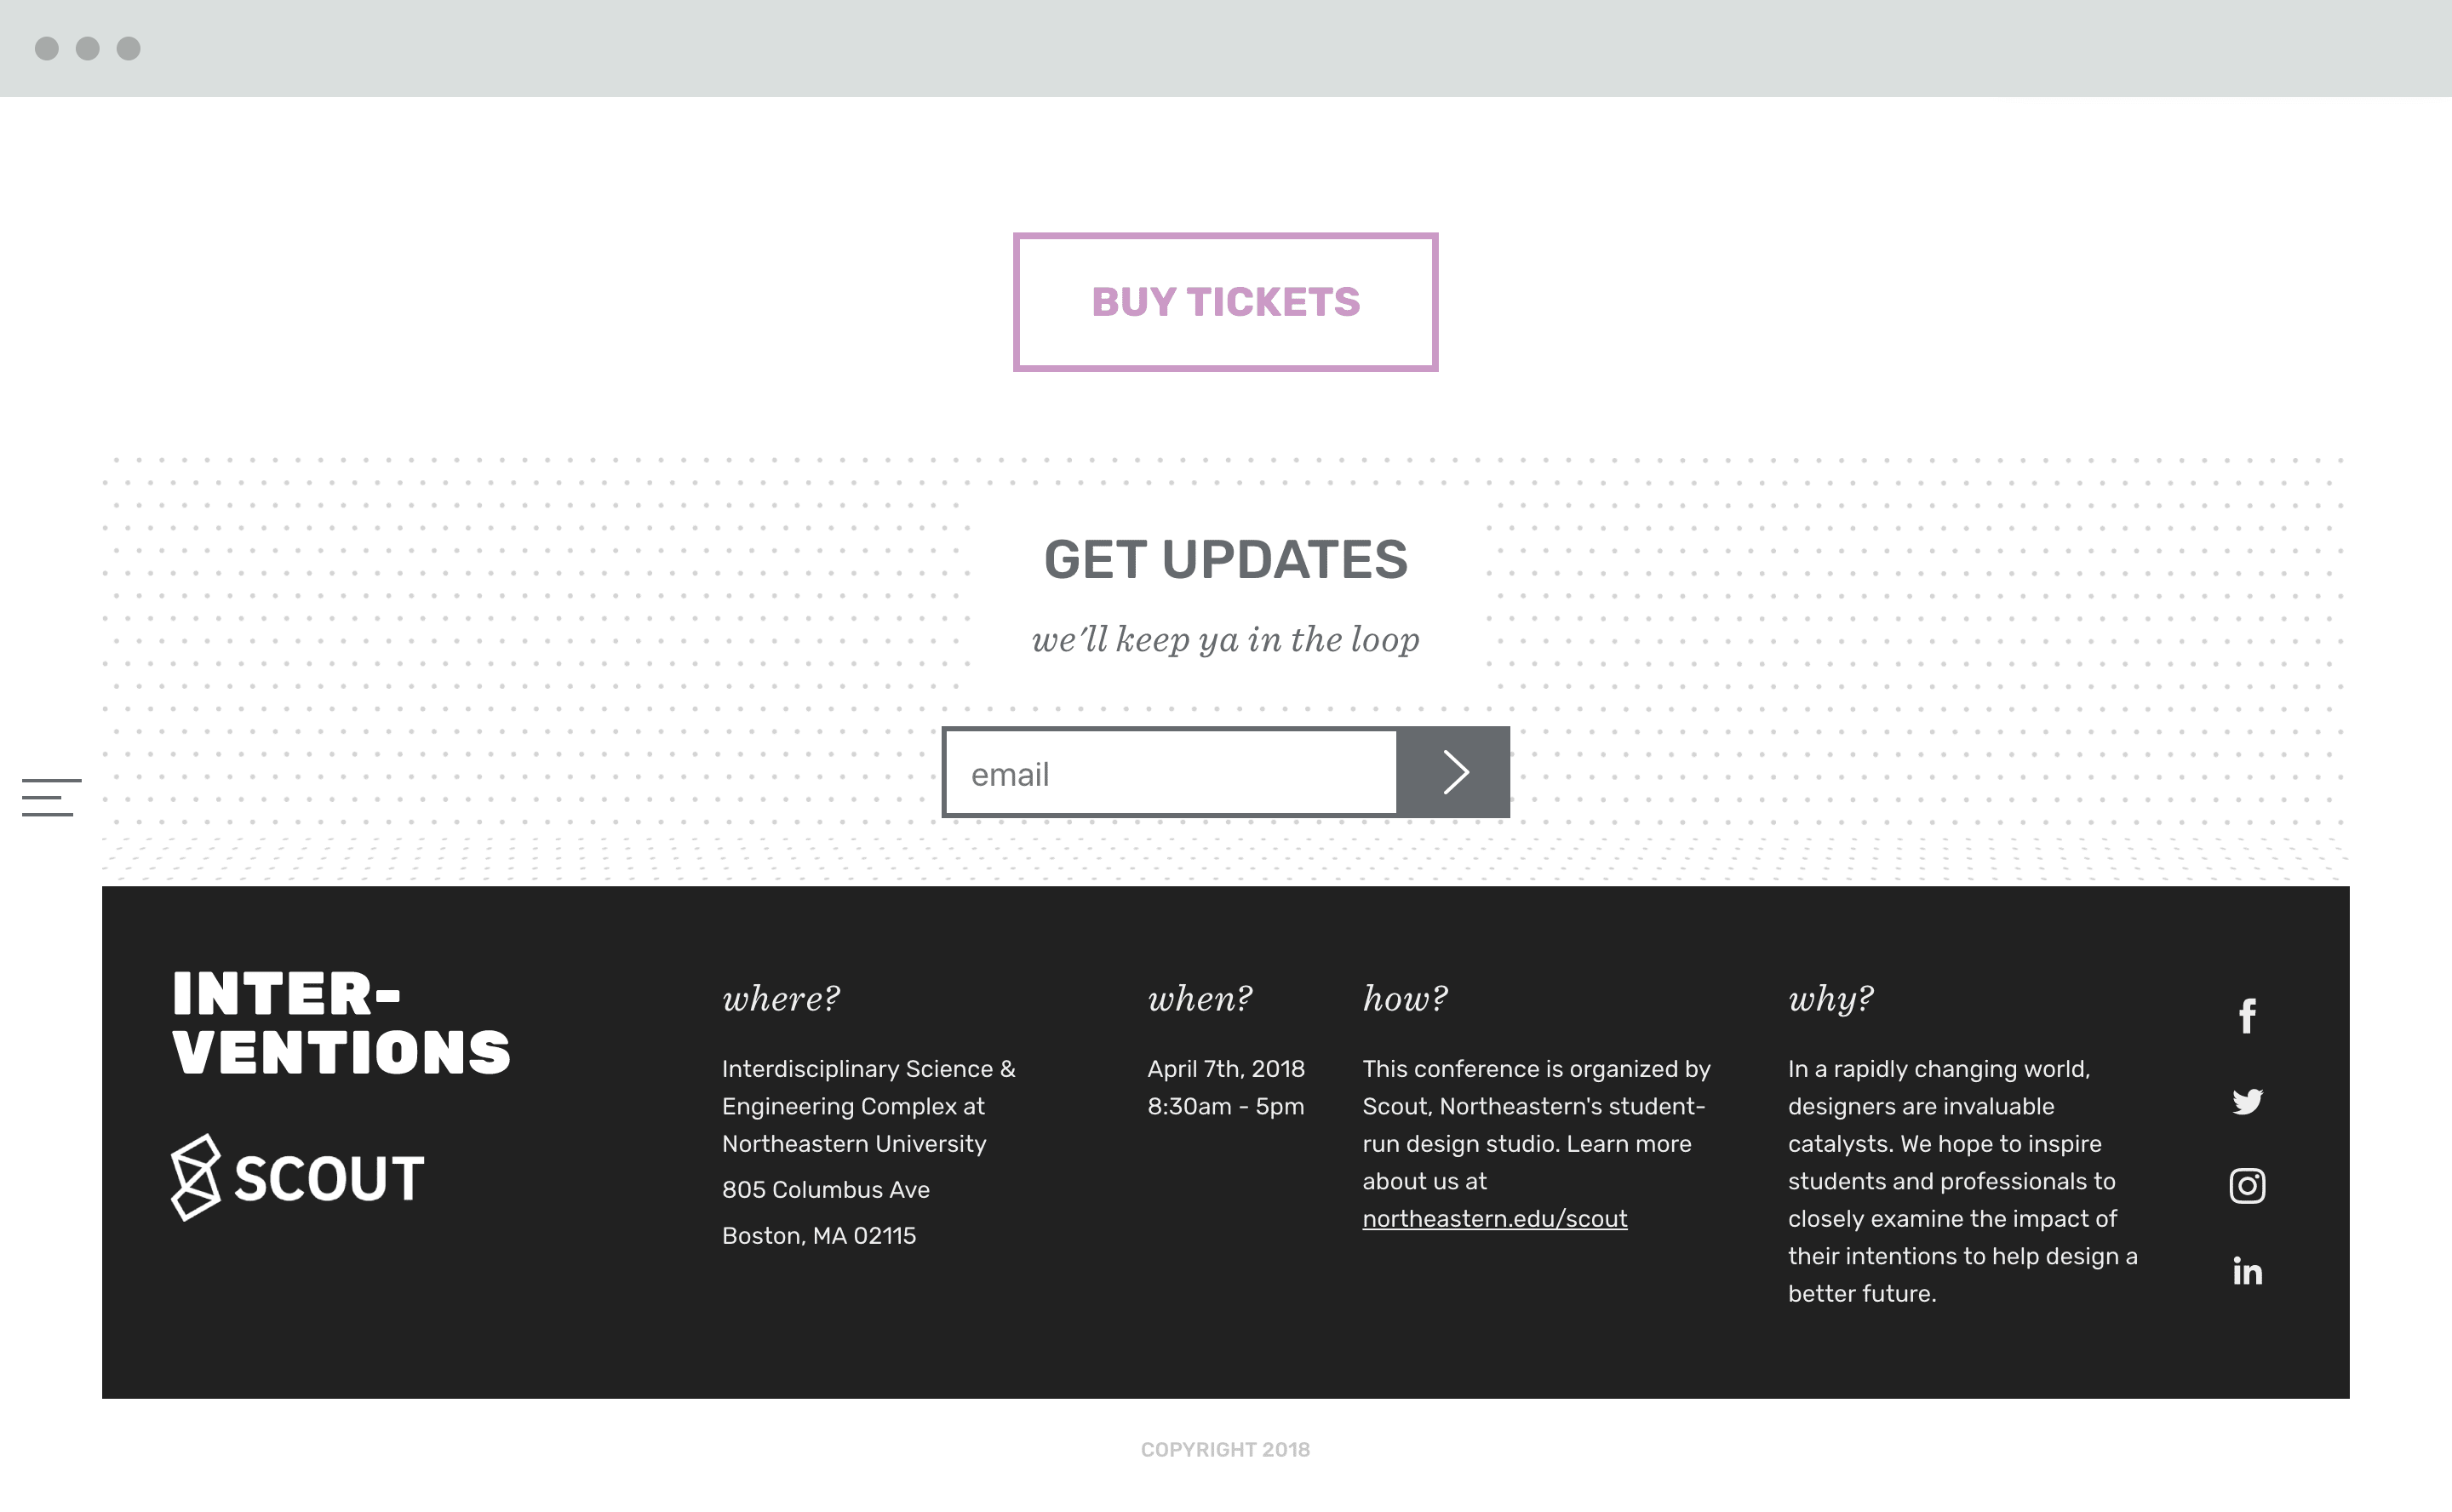 BUY TICKETS
GET UPDATES
we'll keep ya in the loop
email
INTER-
VENTIONS
SCOUT
where?
Interdisciplinary Science &
Engineering Complex at
Northeastern University
805 Columbus Ave
Boston, MA 02115
when?
April 7th, 2018
8:30am - 5pm
how?
This conference is organized by
Scout, Northeastern's student-
run design studio. Learn more
about us at
northeastern.edu/scout
why?
In a rapidly changing world,
designers are invaluable
catalysts. We hope to inspire
students and professionals to
closely examine the impact of
their intentions to help design a
better future.
COPYRIGHT 2018